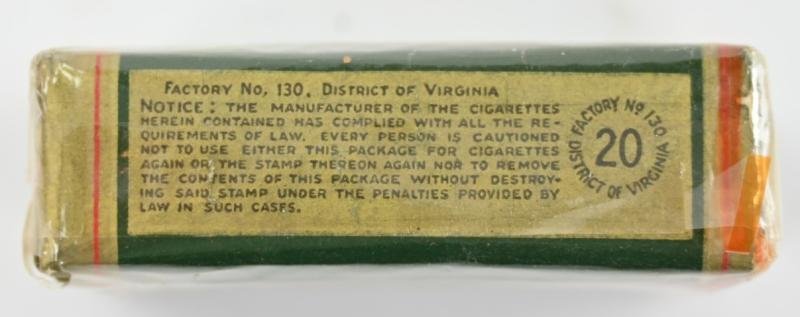 FACTORY NO. 130. DISTRICT OF VIRGINIA
NOTICE: THE MANUFACTURER OF THE CIGARETTES
HEREIN CONTAINED HAS COMPLIED WITH ALL THE RE-
QUIREMENTS OF LAW. EVERY PERSON IS CAUTIONED
NOT TO USE EITHER THIS PACKAGE FOR CIGARETTES
AGAIN OR THE STAMP THEREON AGAIN NOR TO REMOVE
THE CONTENTS OF THIS PACKAGE WITHOUT DESTROY-
ING SAID STAMP UNDER THE PENALTIES PROVIDED BY
LAW IN SUCH CASES.
FACTORY NO 130
20
DISTRICT OF VIRGINIA